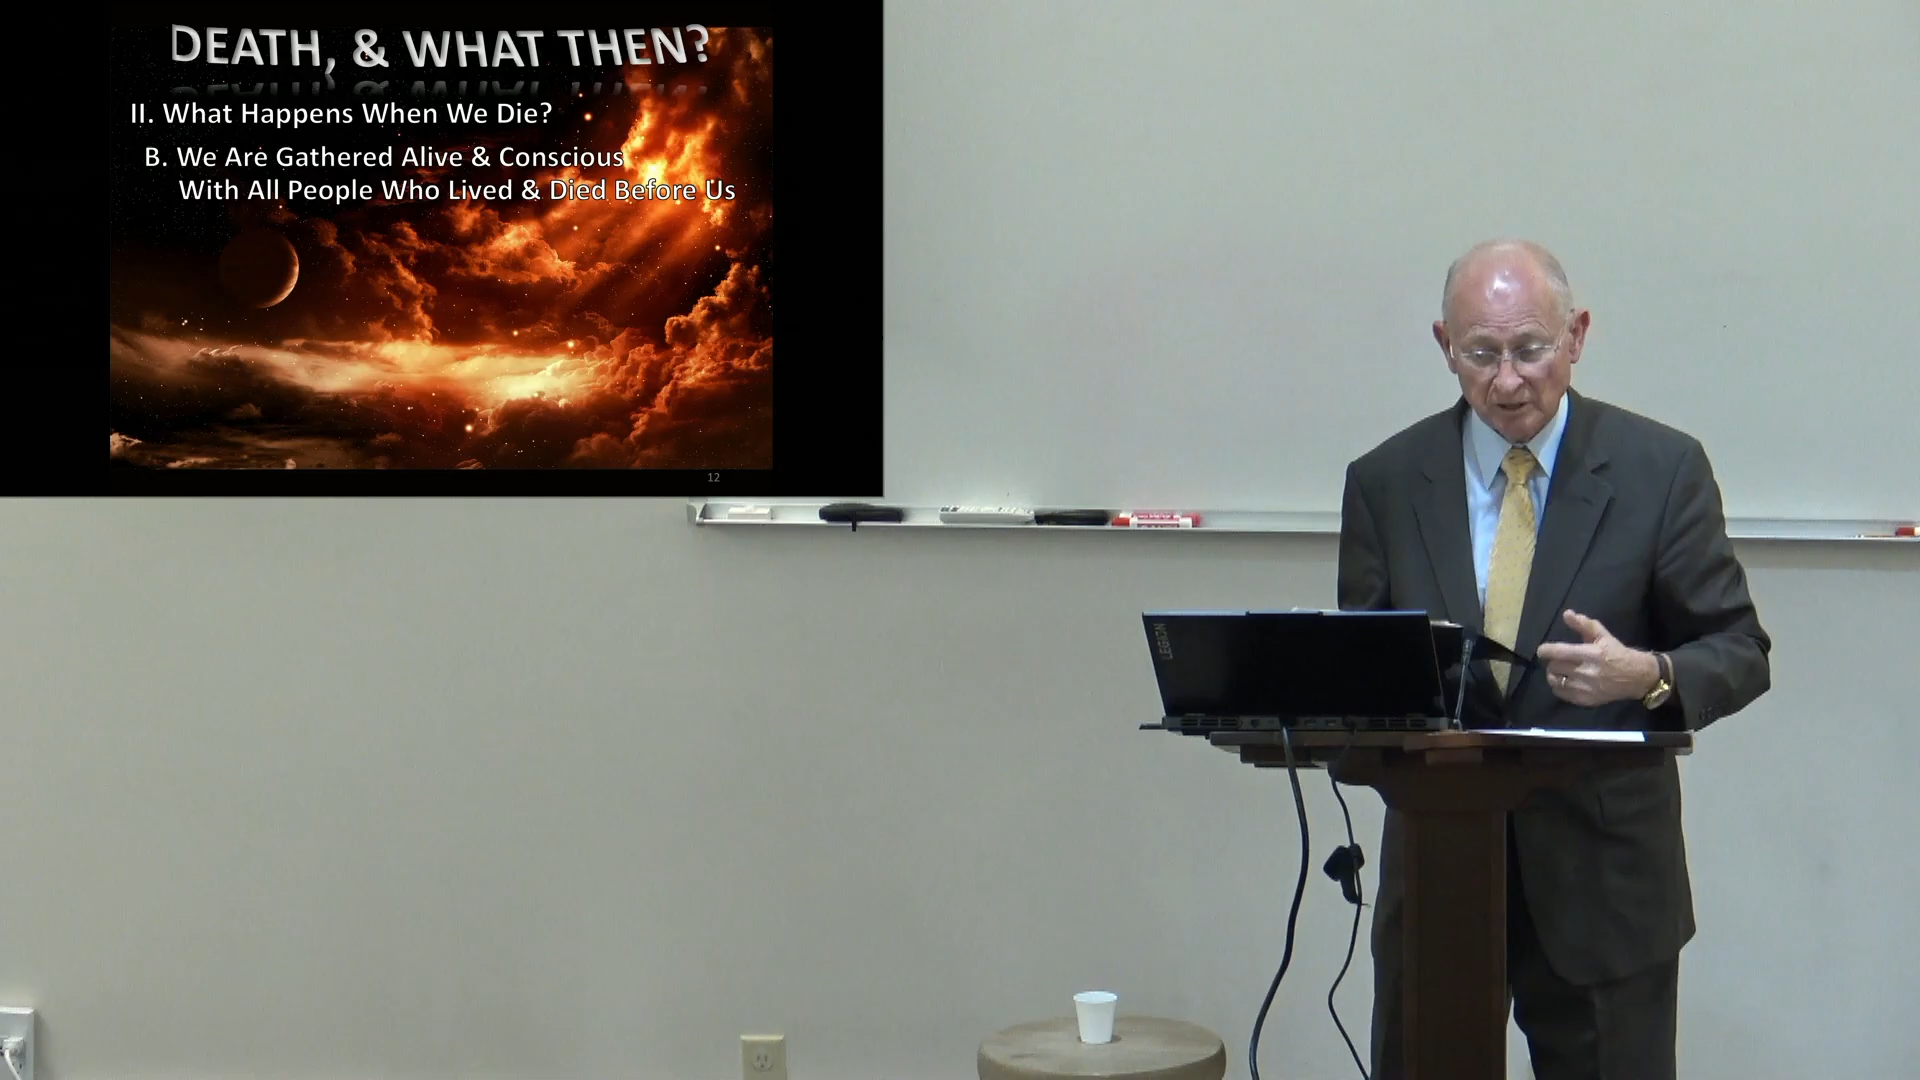 DEATH, & WHAT THEN?
II. What Happens When We Die?
B. We Are Gathered Alive & Conscious
With All People Who Lived & Died Before Us
12
LEGION